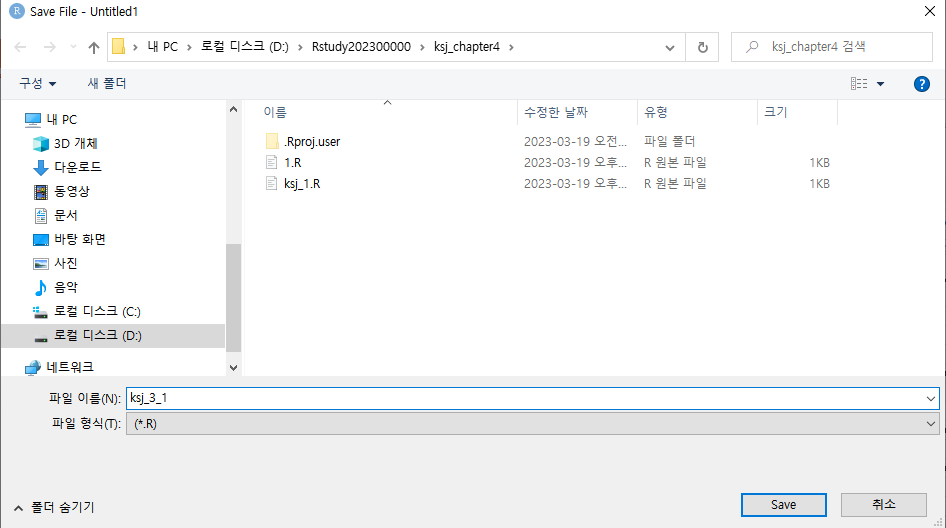 R Save File - Untitled1
내 PC > 로컬 디스크 (D:) > Rstudy202300000 > ksj_chapter4 >
ksj_chapter4 검색
구성
새 폴더
?
내 PC
3D 개체
다운로드
동영상
문서
바탕 화면
사진
음악
로컬 디스크 (C:)
로컬 디스크 (D:)
네트워크
이름 수정한 날짜 유형 크기
.Rproj.user 2023-03-19 오전... 파일 폴더
1.R 2023-03-19 오후... R 원본 파일 1KB
ksj_1.R 2023-03-19 오후... R 원본 파일 1KB
파일 이름(N): ksj_3_1
파일 형식(T): (*.R)
폴더 숨기기
Save
취소